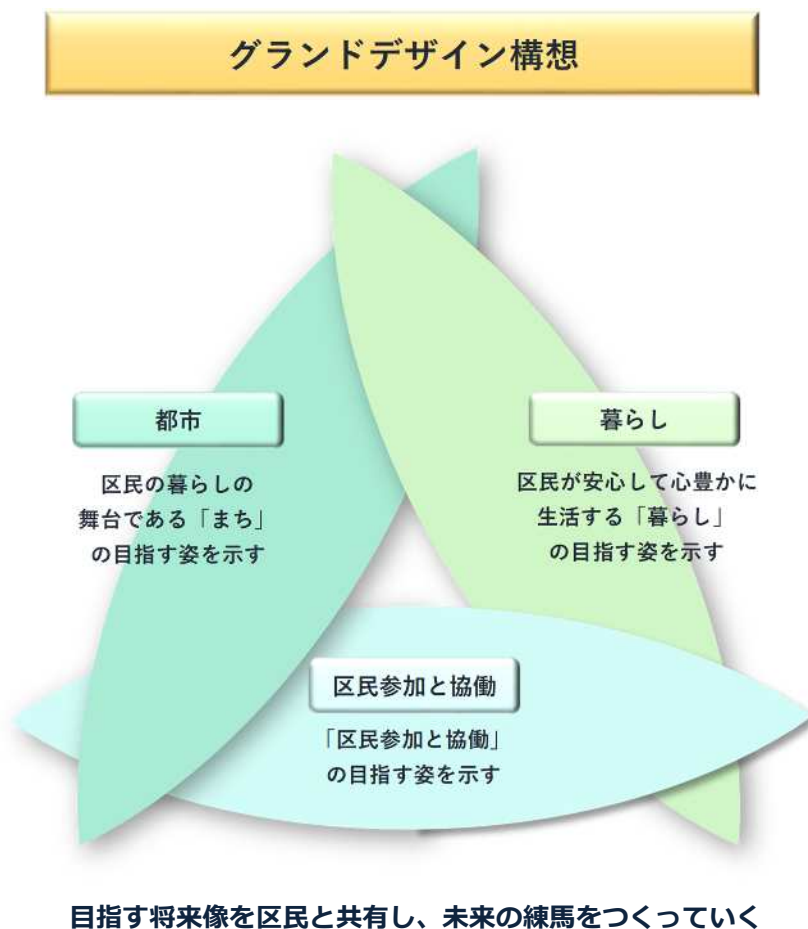 グランドデザイン構想
都市
区民の暮らしの
舞台である「まち」
の目指す姿を示す
暮らし
区民が安心して心豊かに
生活する「暮らし」
の目指す姿を示す
区民参加と協働
「区民参加と協働」
の目指す姿を示す
目指す将来像を区民と共有し、未来の練馬をつくっていく